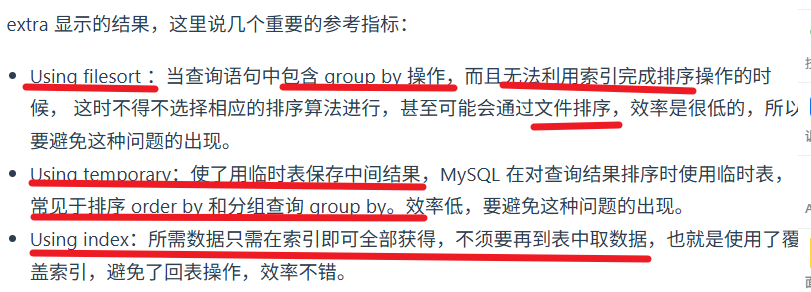 extra 显示的结果，这里说几个重要的参考指标：
Using filesort ：当查询语句中包含 group by 操作，而且无法利用索引完成排序操作的时
候， 这时不得不选择相应的排序算法进行，甚至可能会通过文件排序，效率是很低的，所以
要避免这种问题的出现。
Using temporary：使了用临时表保存中间结果，MySQL 在对查询结果排序时使用临时表，
常见于排序 order by 和分组查询 group by。效率低，要避免这种问题的出现。
Using index：所需数据只需在索引即可全部获得，不须要再到表中取数据，也就是使用了覆
盖索引，避免了回表操作，效率不错。